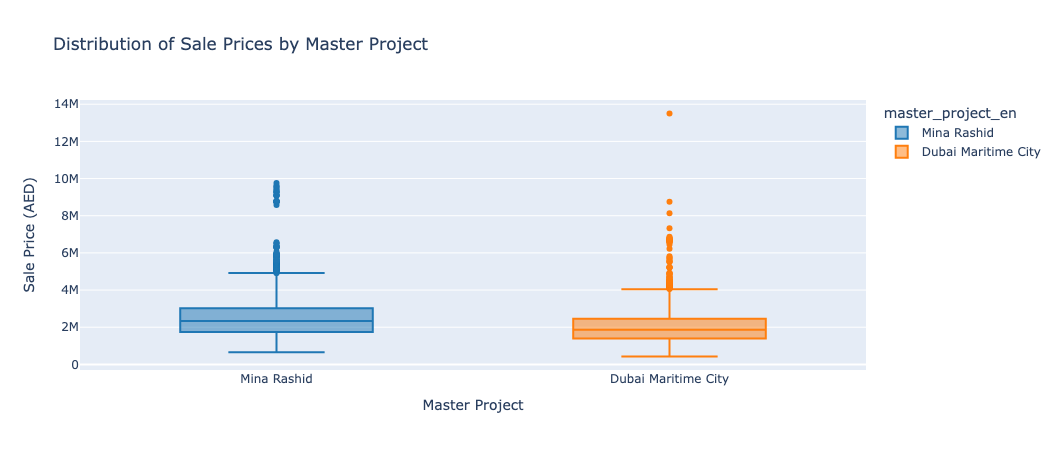 Distribution of Sale Prices by Master Project
14M
12M
10M
8M
6M
4M
2M
0
Sale Price (AED)
Mina Rashid
Dubai Maritime City
Master Project
master_project_en
Mina Rashid
Dubai Maritime City